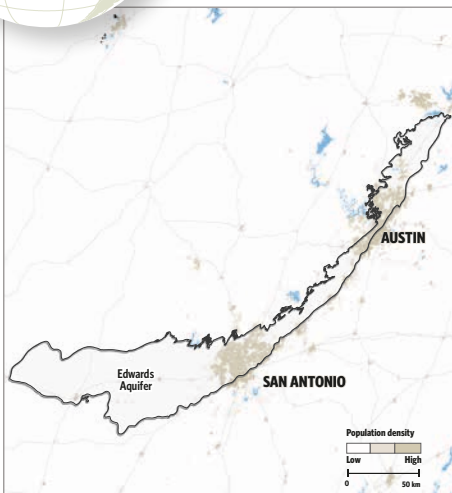 AUSTIN
Edwards
Aquifer
SAN ANTONIO
Population density
Low High
0 50 km